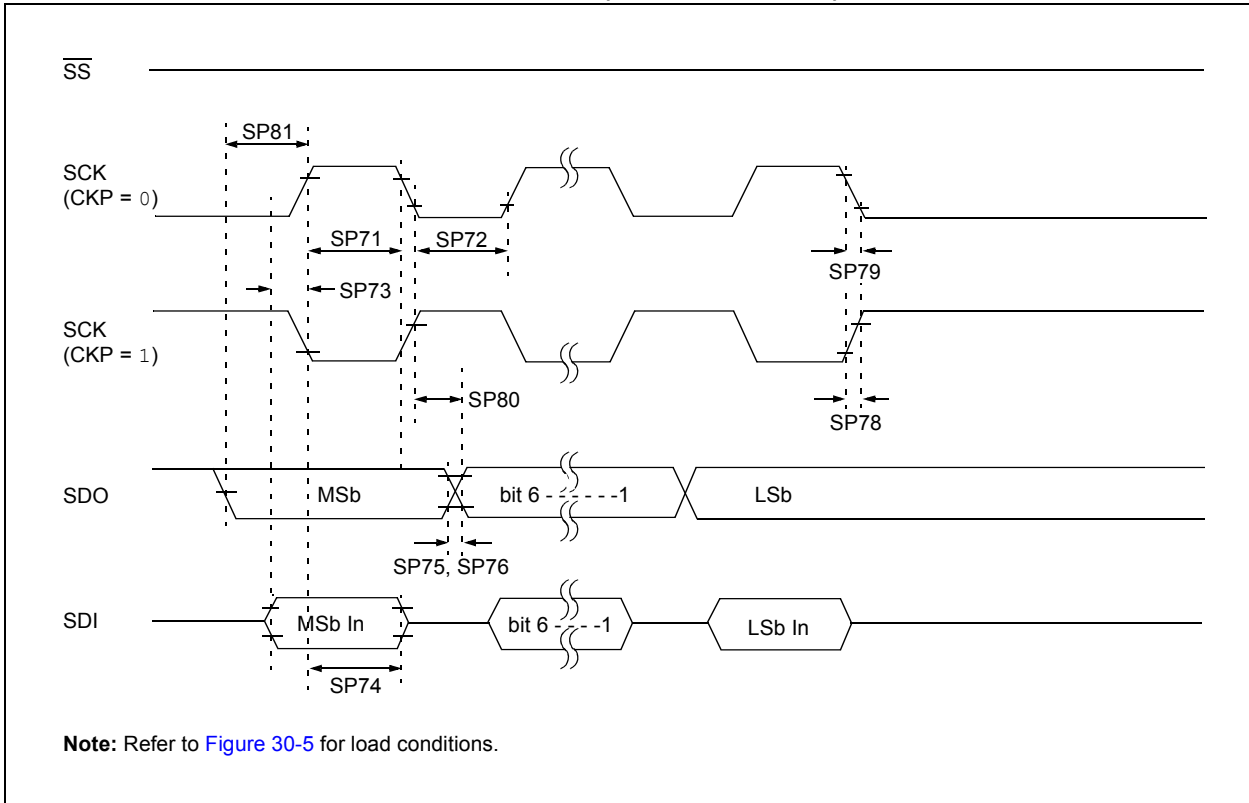 SS
SP81
SCK
(CKP = 0)
SP71
SP72
SP79
SP73
SCK
(CKP = 1)
SP80
SP78
SDO
MSb
bit 6 - - - - - -1
LSb
SP75, SP76
SDI
MSb In
bit 6 - - - -1
LSb In
SP74
Note: Refer to Figure 30-5 for load conditions.